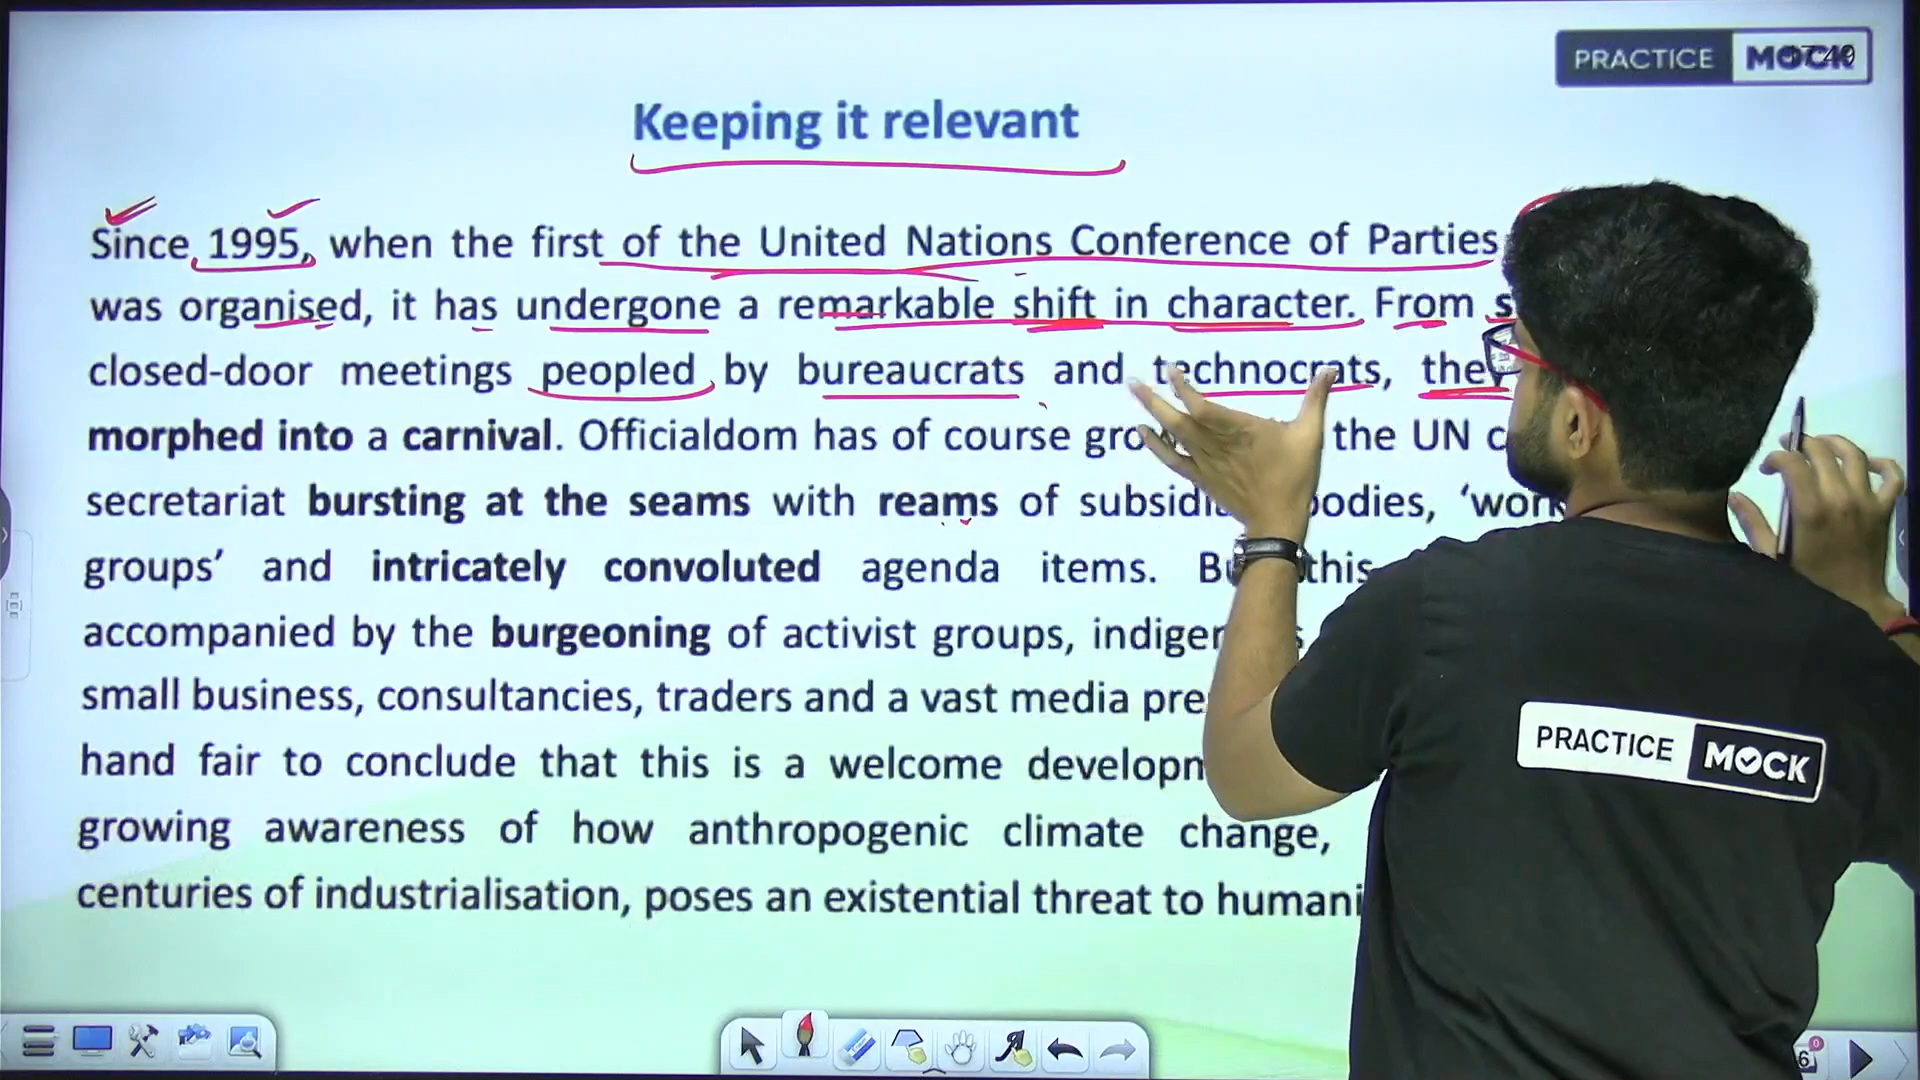 PRACTICE MOCK
Keeping it relevant
Since 1995, when the first of the United Nations Conference of Parties
was organised, it has undergone a remarkable shift in character. From
closed-door meetings peopled by bureaucrats and technocrats, they
morphed into a carnival. Officialdom has of course the UN
secretariat bursting at the seams with reams of bodies,
groups' and intricately convoluted agenda items. this
accompanied by the burgeoning of activist groups,
small business, consultancies, traders and a vast media
hand fair to conclude that this is a welcome
growing awareness of how anthropogenic climate change,
centuries of industrialisation, poses an existential threat to
PRACTICE MOCK
6
0